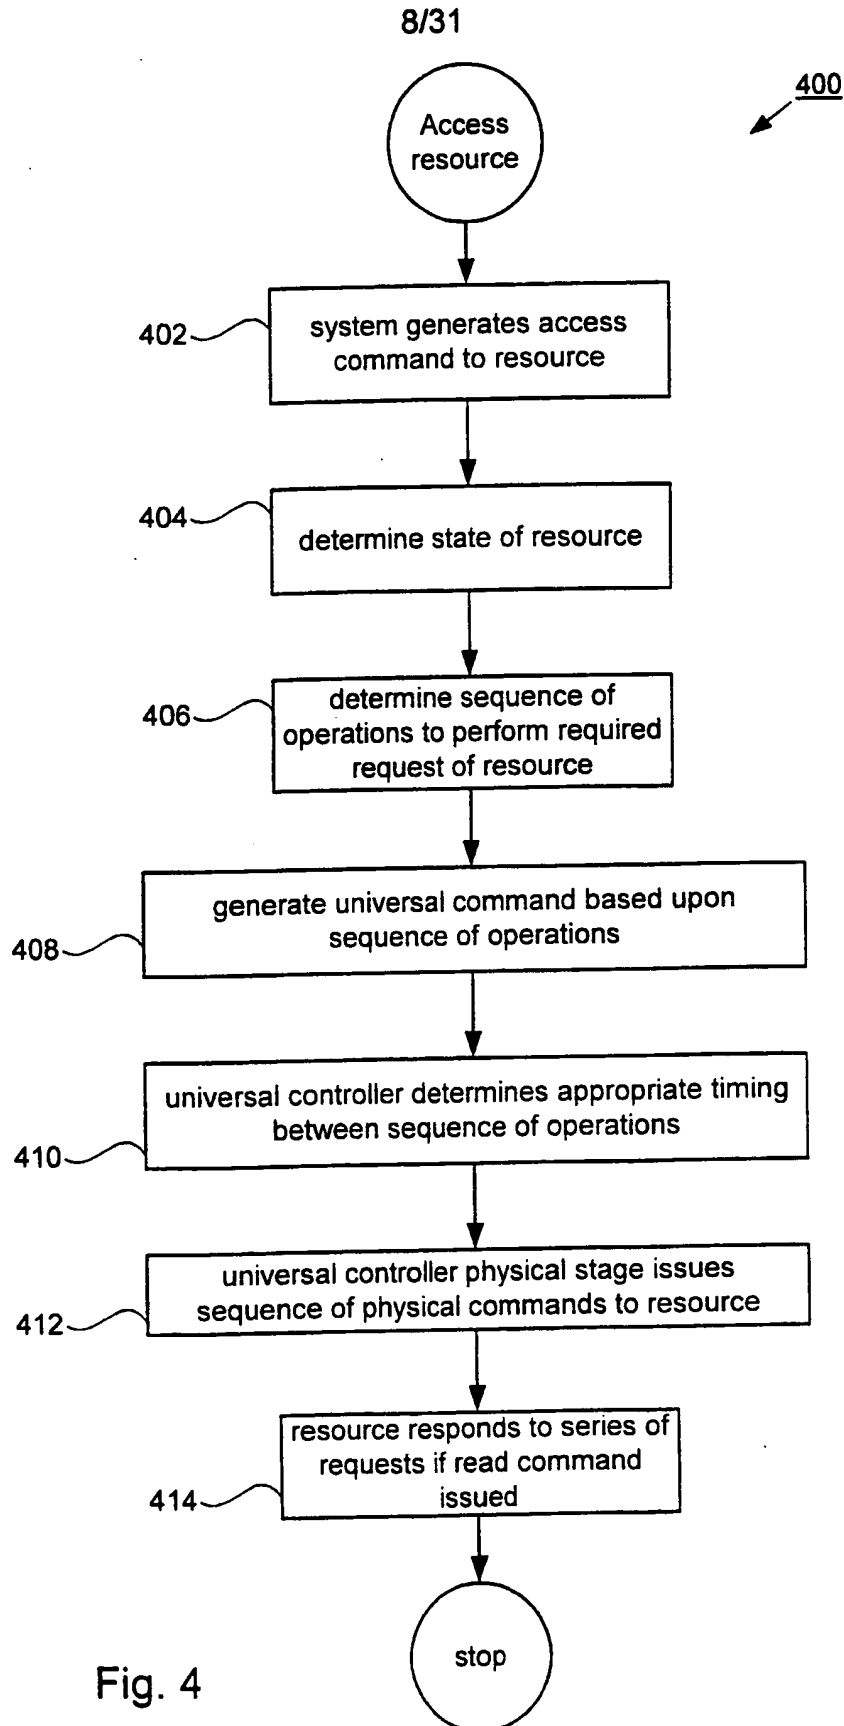 8/31
400
Access
resource
402
system generates access
command to resource
404
determine state of resource
406
determine sequence of
operations to perform required
request of resource
408
generate universal command based upon
sequence of operations
410
universal controller determines appropriate timing
between sequence of operations
412
universal controller physical stage issues
sequence of physical commands to resource
414
resource responds to series of
requests if read command
issued
stop
Fig. 4